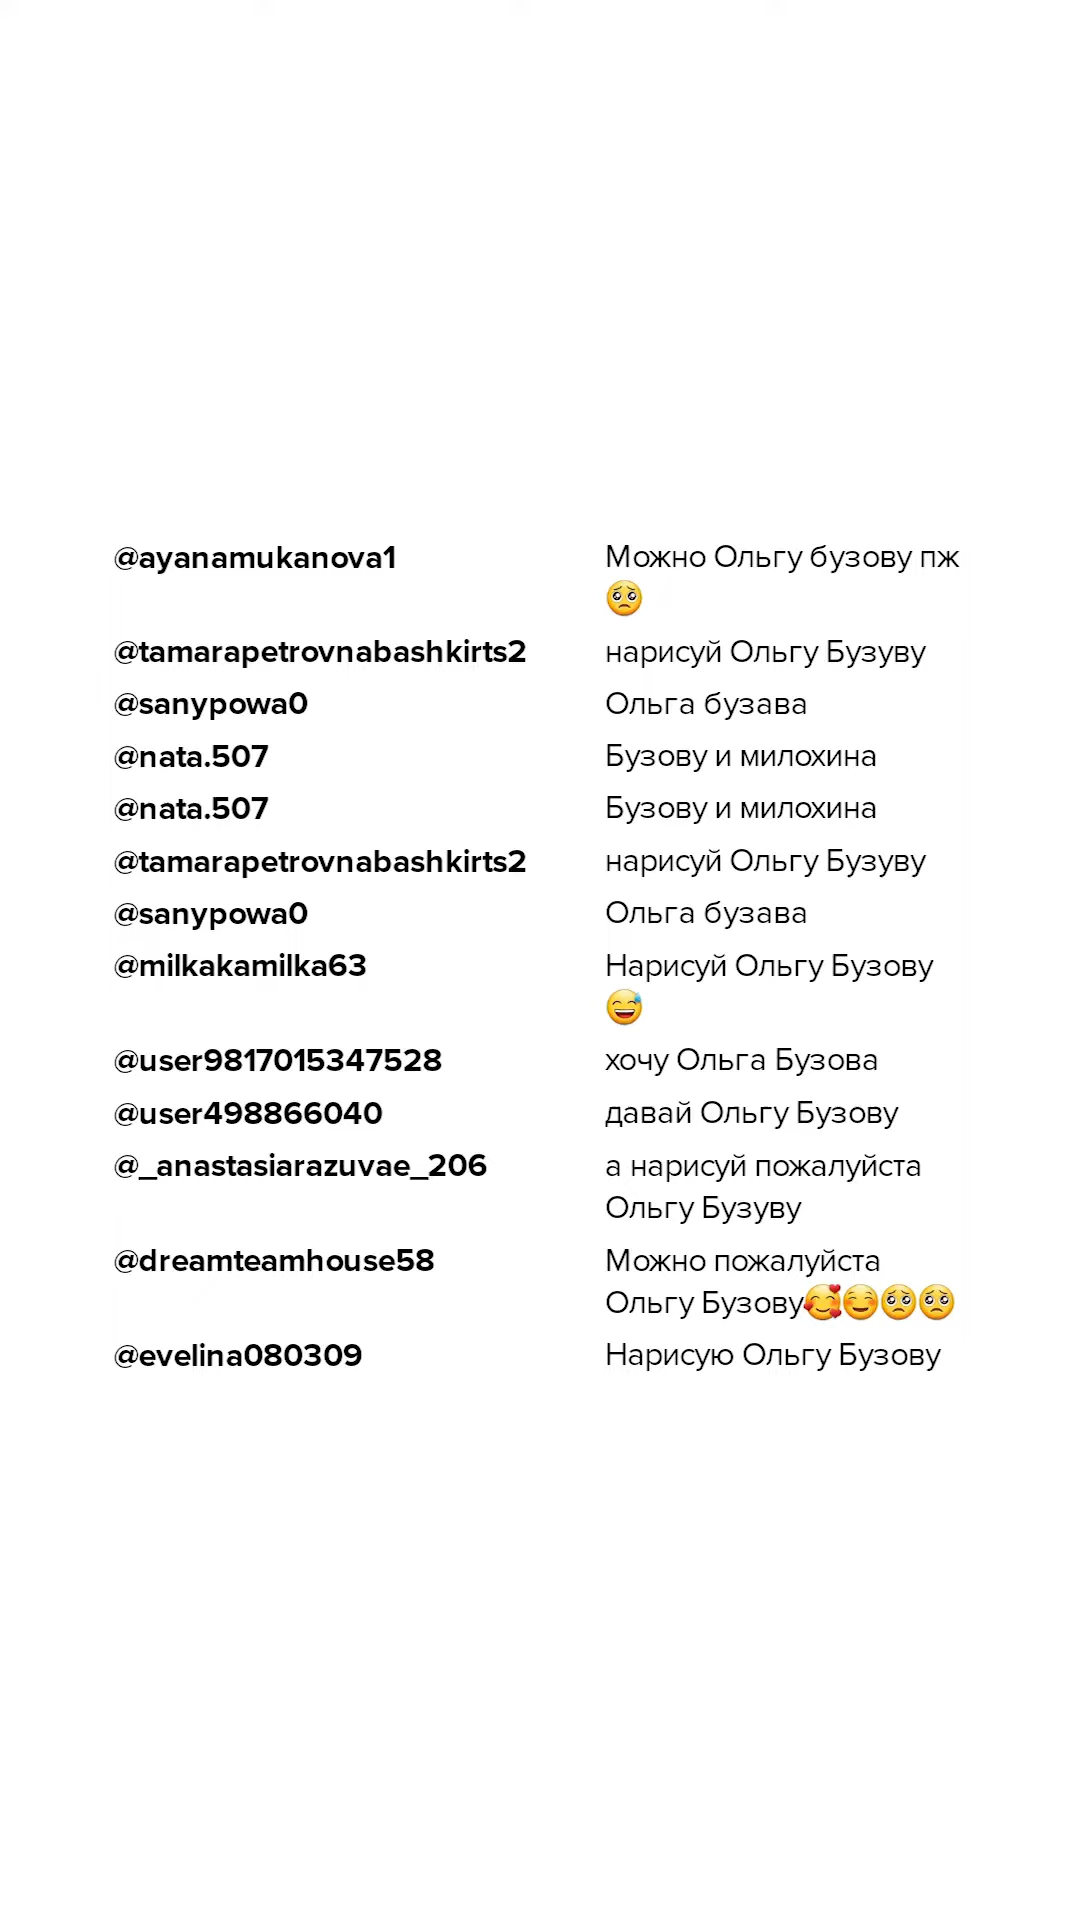 @ayanamukanova1 Можно Ольгу бузову пж
🥺
@tamarapetrovnabashkirts2 нарисуй Ольгу Бузуву
@sanypowa0 Ольга бузава
@nata.507 Бузову и милохина
@nata.507 Бузову и милохина
@tamarapetrovnabashkirts2 нарисуй Ольгу Бузуву
@sanypowa0 Ольга бузава
@milkakamilka63 Нарисуй Ольгу Бузову
😅
@user9817015347528 хочу Ольга Бузова
@user498866040 давай Ольгу Бузову
@_anastasiarazuvae_206 а нарисуй пожалуйста
Ольгу Бузуву
@dreamteamhouse58 Можно пожалуйста
Ольгу Бузову🥰☺️🥺🥺
@evelina080309 Нарисую Ольгу Бузову